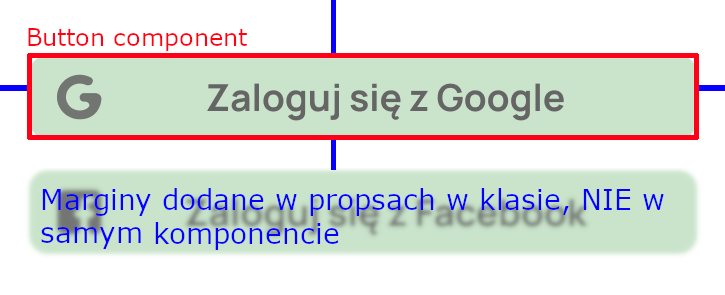 Button component
Zaloguj się z Google
Marginy dodane w propsach w klasie, NIE w
Zaloguj się z Facebook
samym komponencie